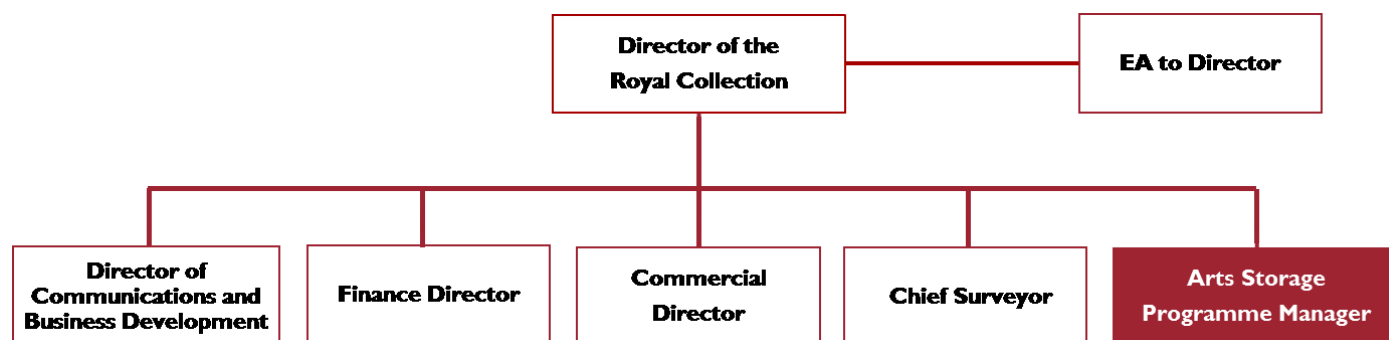 Director of the
Royal Collection
EA to Director
Director of
Communications and
Business Development
Finance Director
Commercial
Director
Chief Surveyor
Arts Storage
Programme Manager